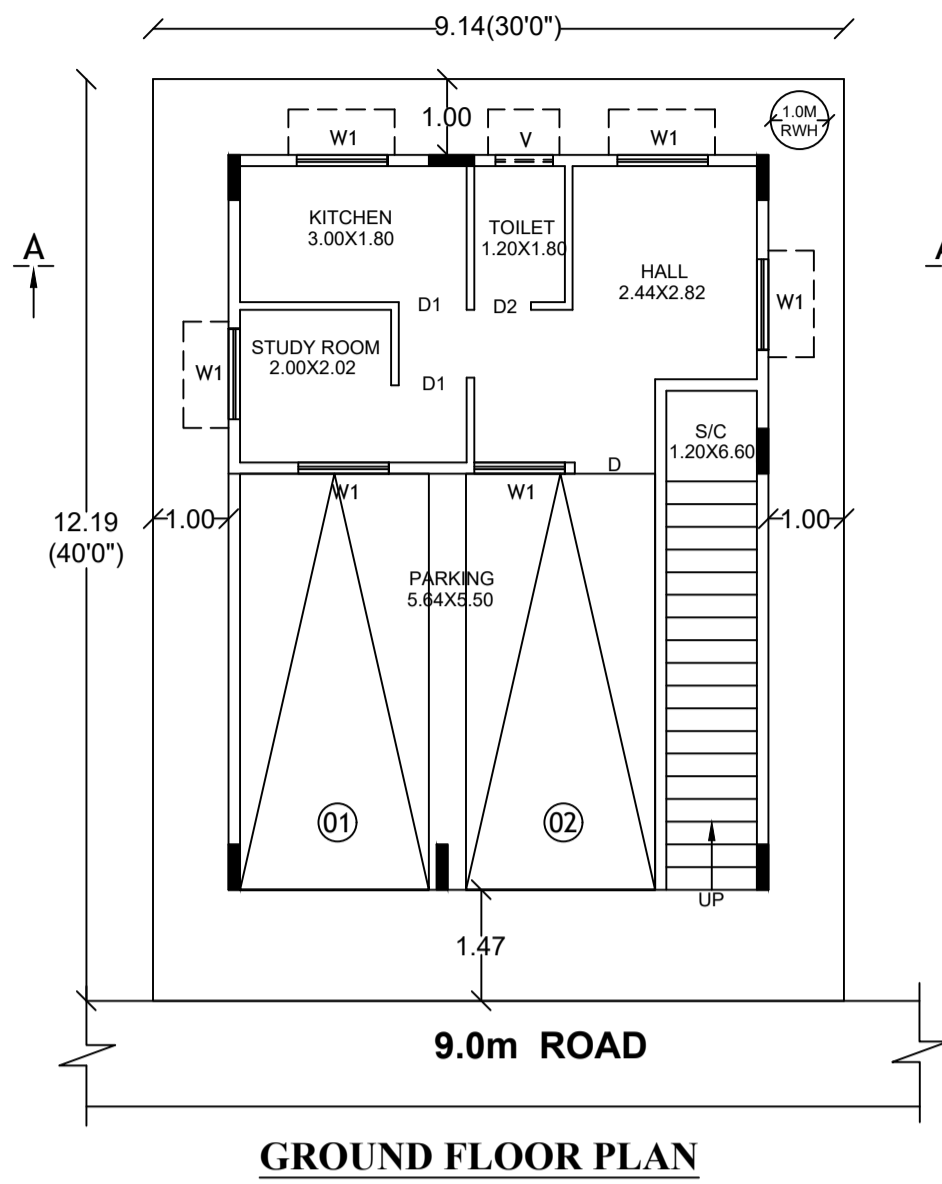 9.14(30'0")
1.00
1.0M
RWH
W1
V
W1
KITCHEN
3.00X1.80
TOILET
1.20X1.80
HALL
2.44X2.82
A
A
W1
D1
D2
STUDY ROOM
2.00X2.02
W1
D1
S/C
1.20X6.60
D
W1
W1
12.19
(40'0")
1.00
1.00
PARKING
5.64X5.50
01
02
UP
1.47
9.0m ROAD
GROUND FLOOR PLAN